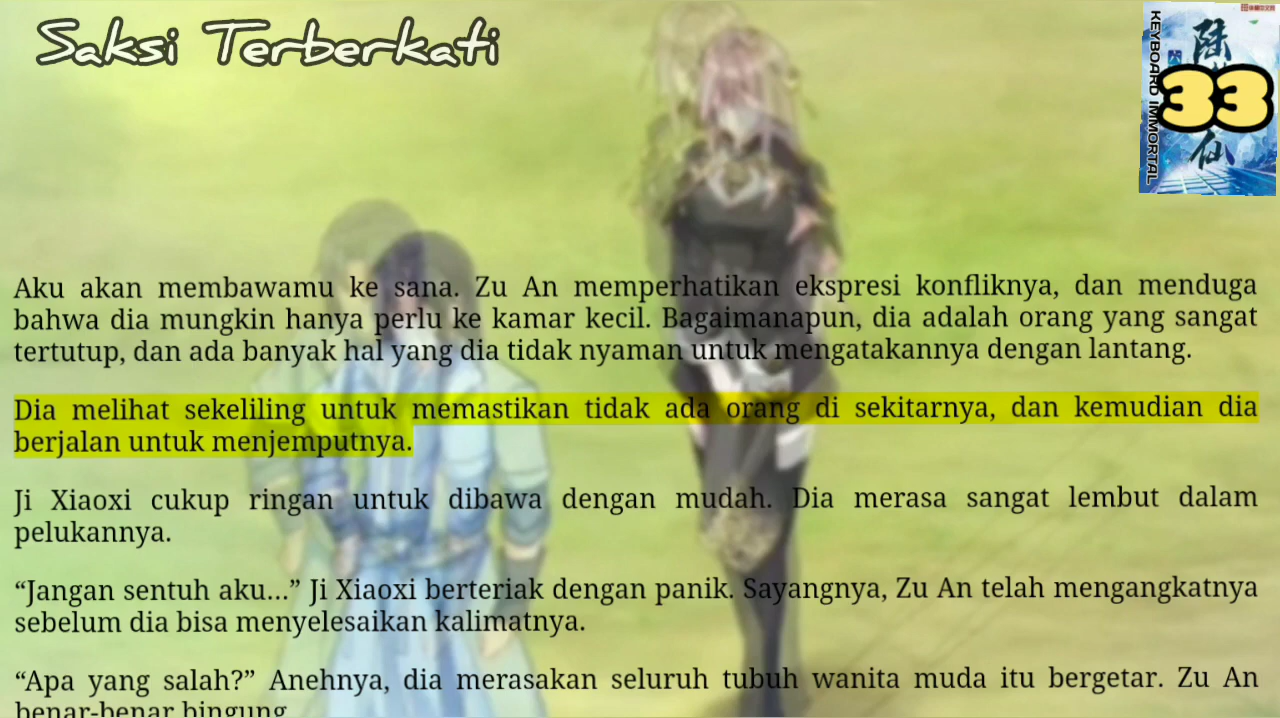 Saksi Terberkati
KEYBOARD IMMORTAL
33
Aku akan membawamu ke sana. Zu An memperhatikan ekspresi konfliknya, dan menduga
bahwa dia mungkin hanya perlu ke kamar kecil. Bagaimanapun, dia adalah orang yang sangat
tertutup, dan ada banyak hal yang dia tidak nyaman untuk mengatakannya dengan lantang.
Dia melihat sekeliling untuk memastikan tidak ada orang di sekitarnya, dan kemudian dia
berjalan untuk menjemputnya.
Ji Xiaoxi cukup ringan untuk dibawa dengan mudah. Dia merasa sangat lembut dalam
pelukannya.
“Jangan sentuh aku...” Ji Xiaoxi berteriak dengan panik. Sayangnya, Zu An telah mengangkatnya
sebelum dia bisa menyelesaikan kalimatnya.
“Apa yang salah?” Anehnya, dia merasakan seluruh tubuh wanita muda itu bergetar. Zu An
benar-benar bingung